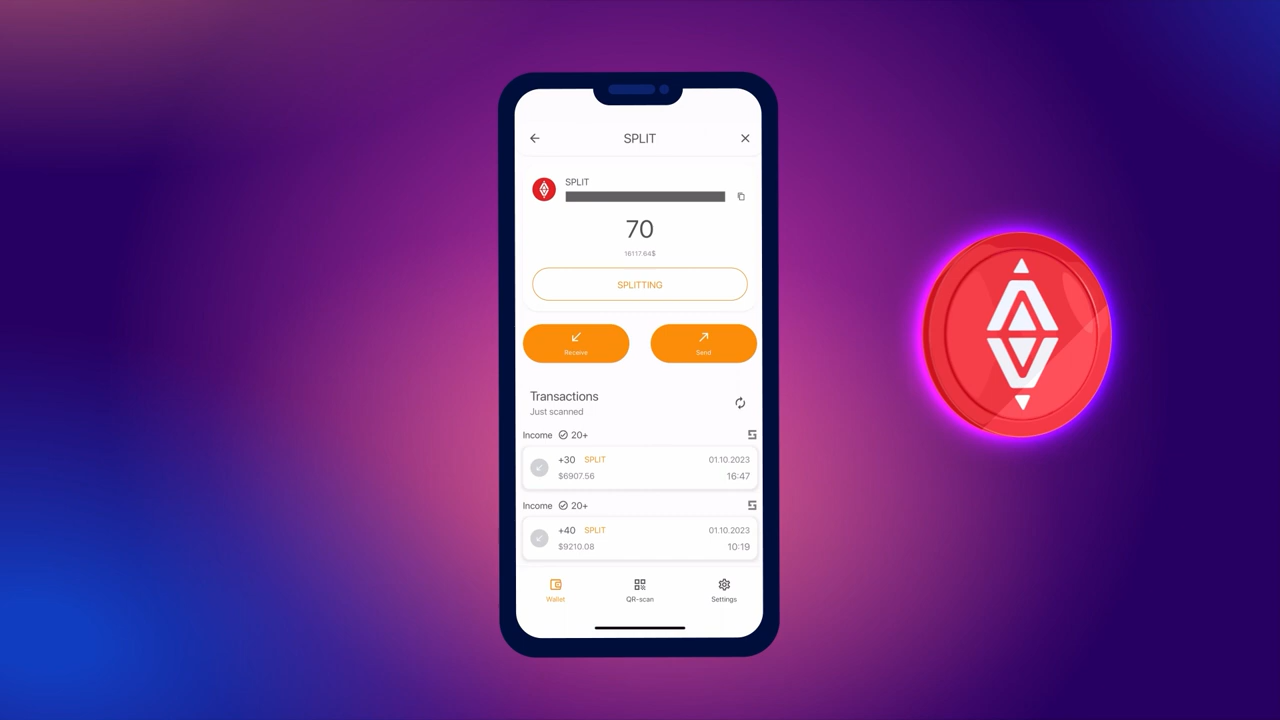 SPLIT
SPLIT
70
16117.64$
SPLITTING
Receive
Send
Transactions
Just scanned
Income 20+
+30 SPLIT 01.10.2023
$6907.56 16:47
Income 20+
+40 SPLIT 01.10.2023
$9210.08 10:19
Wallet QR-scan Settings